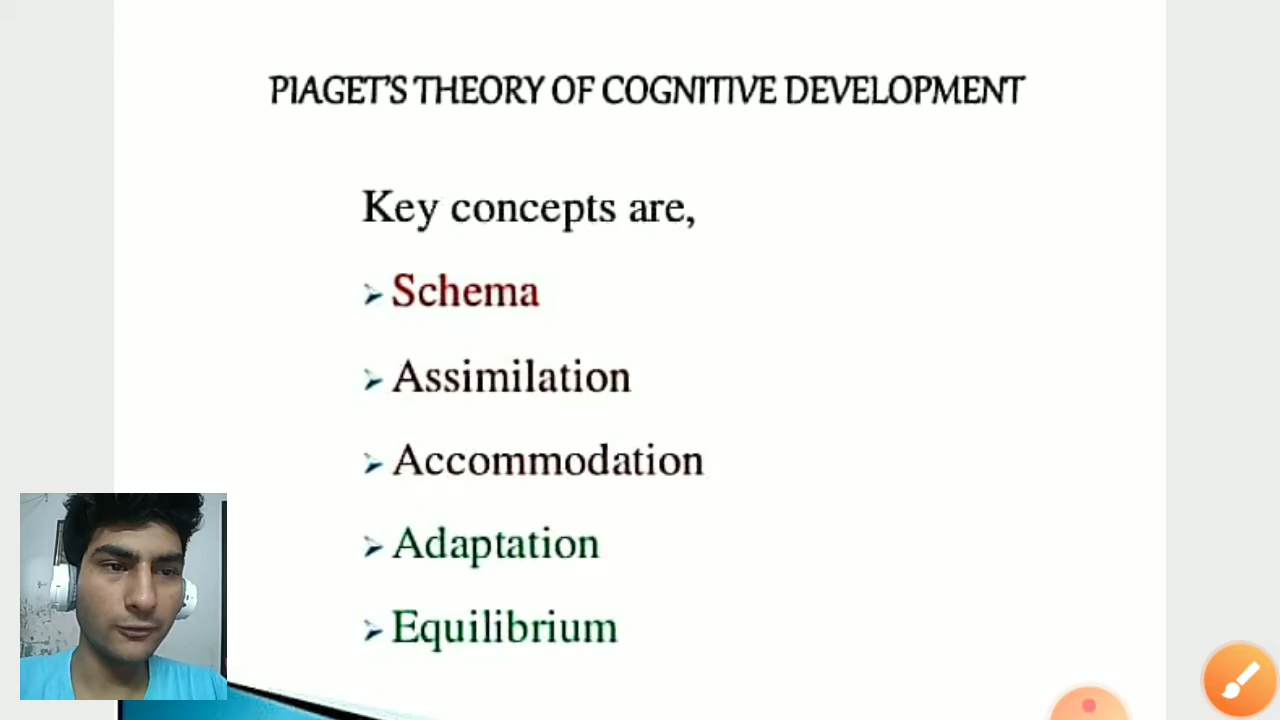 PIAGET'S THEORY OF COGNITIVE DEVELOPMENT
Key concepts are,
Schema
Assimilation
Accommodation
Adaptation
Equilibrium